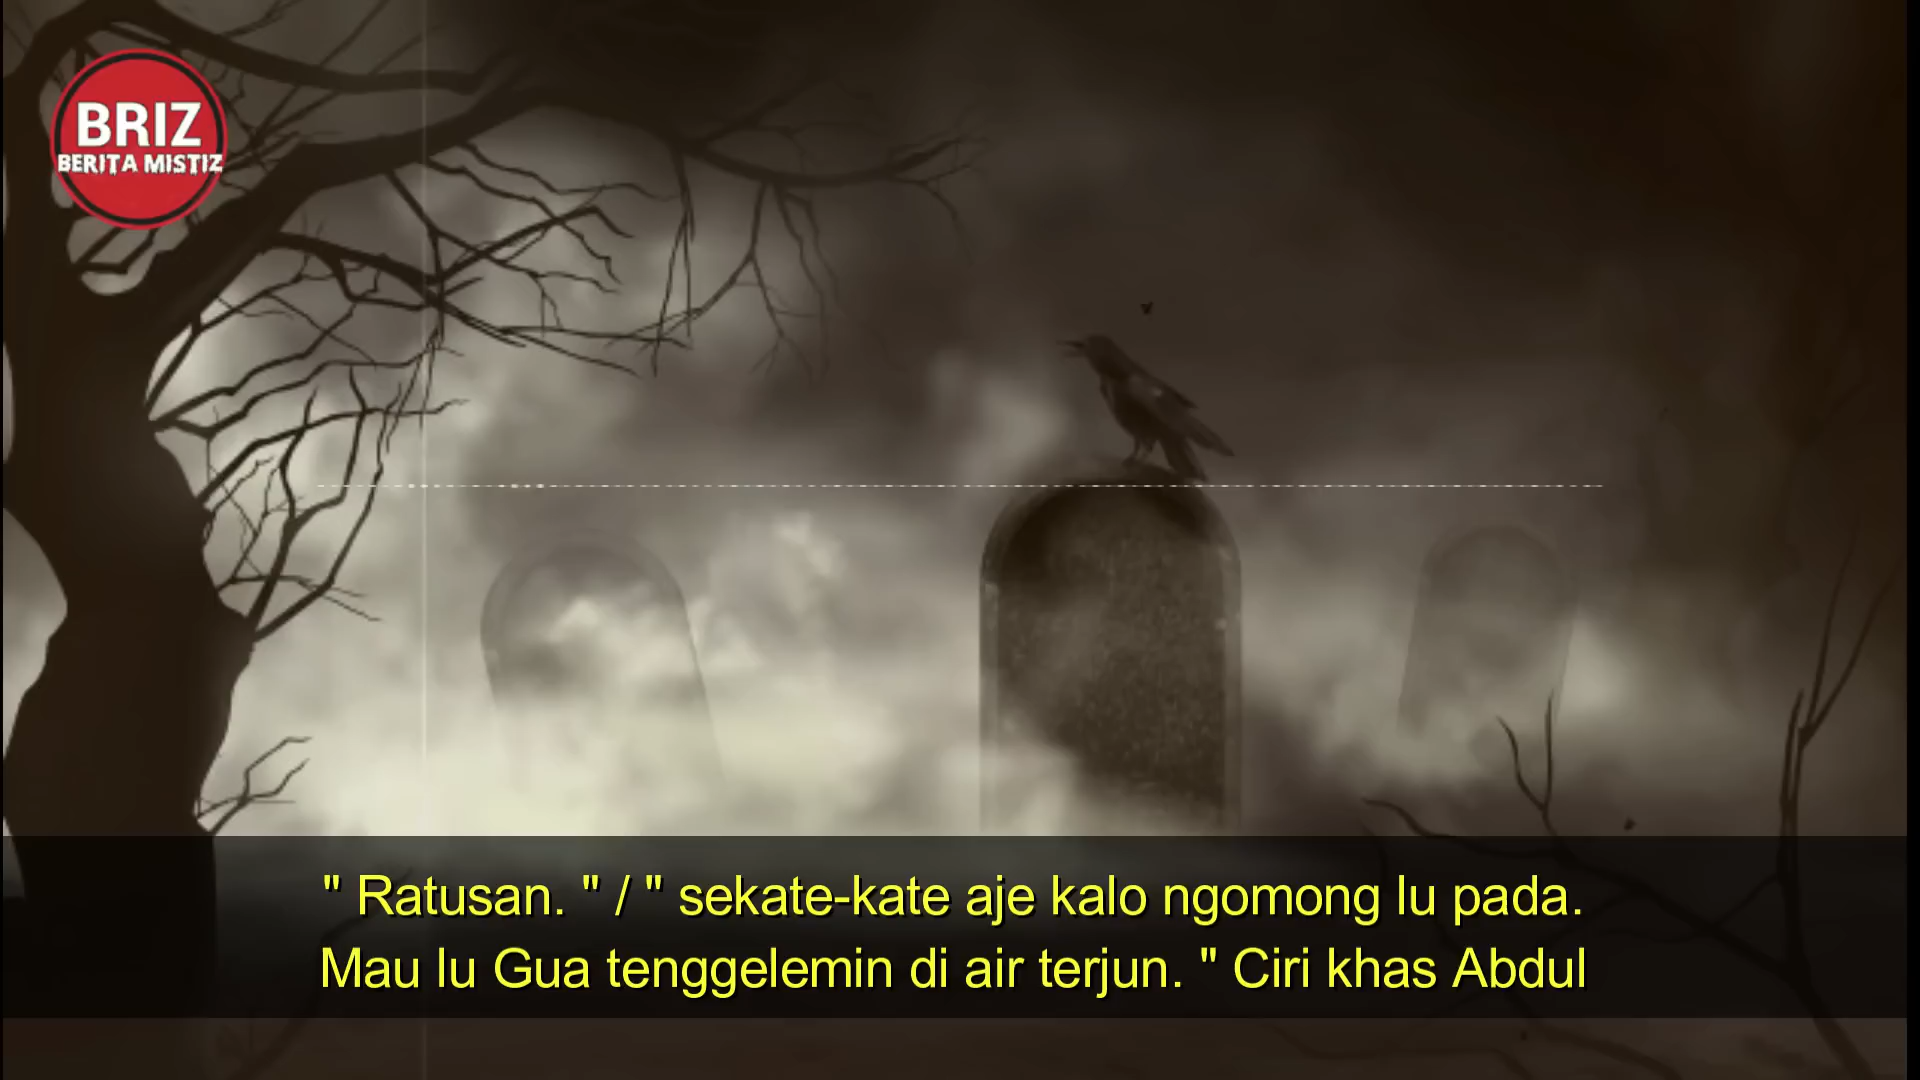 BRIZ
BERITA MISTIZ
" Ratusan. " / " sekate-kate aje kalo ngomong lu pada.
Mau lu Gua tenggelemin di air terjun. " Ciri khas Abdul